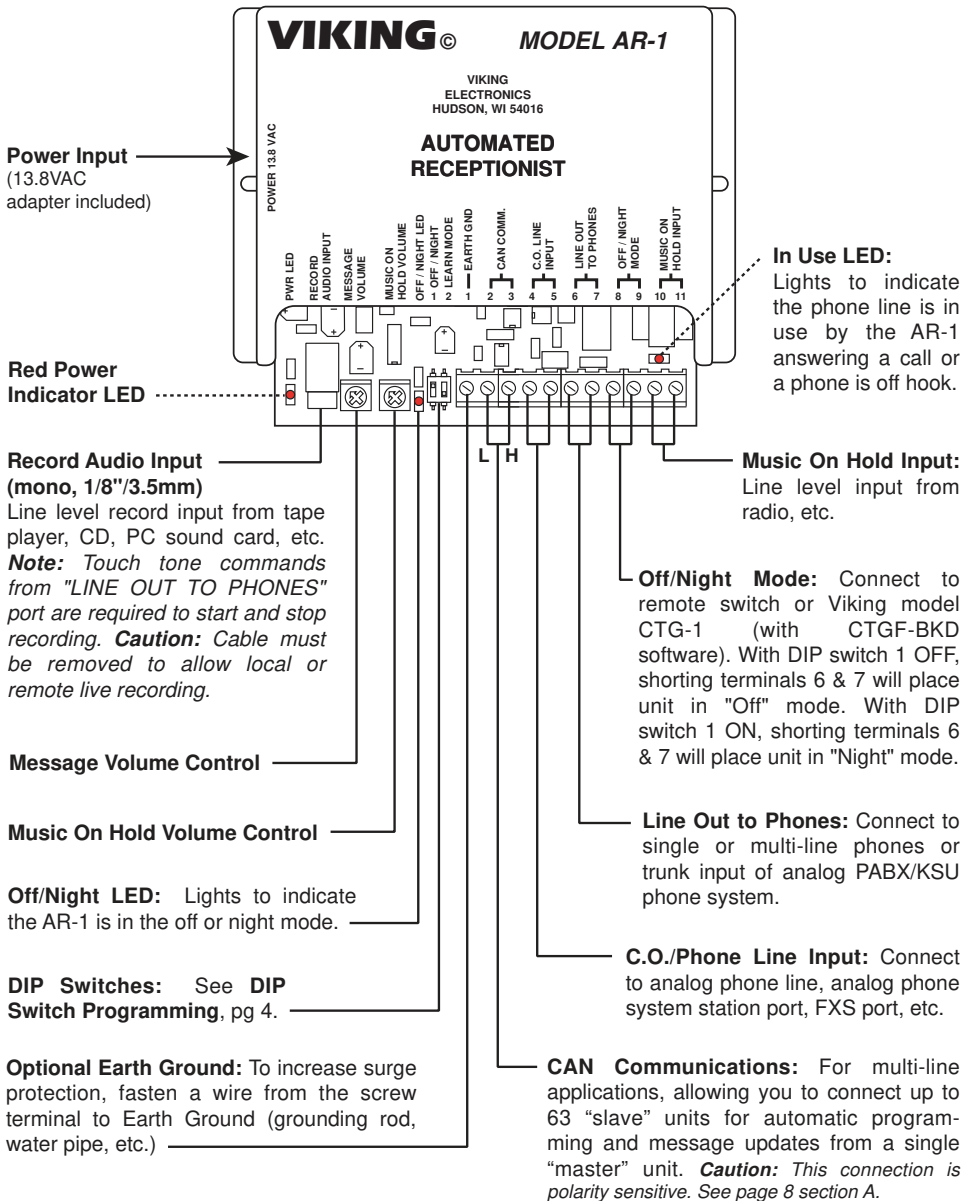 VIKING© MODEL AR-1
VIKING
ELECTRONICS
HUDSON, WI 54016
AUTOMATED
RECEPTIONIST
POWER 13.8 VAC
Power Input
(13.8VAC
adapter included)
PWR LED
RECORD
AUDIO INPUT
MESSAGE
VOLUME
MUSIC ON
HOLD VOLUME
OFF / NIGHT LED
1 OFF / NIGHT
2 LEARN MODE
EARTH GND
CAN COMM.
C.O. LINE
INPUT
LINE OUT
TO PHONES
OFF / NIGHT
MODE
MUSIC ON
HOLD INPUT
1 2 3 4 5 6 7 8 9 10 11
L H
Red Power
Indicator LED
Record Audio Input
(mono, 1/8"/3.5mm)
Line level record input from tape
player, CD, PC sound card, etc.
Note: Touch tone commands
from "LINE OUT TO PHONES"
port are required to start and stop
recording. Caution: Cable must
be removed to allow local or
remote live recording.
Message Volume Control
Music On Hold Volume Control
Off/Night LED: Lights to indicate
the AR-1 is in the off or night mode.
DIP Switches: See DIP
Switch Programming, pg 4.
Optional Earth Ground: To increase surge
protection, fasten a wire from the screw
terminal to Earth Ground (grounding rod,
water pipe, etc.)
In Use LED:
Lights to indicate
the phone line is in
use by the AR-1
answering a call or
a phone is off hook.
Music On Hold Input:
Line level input from
radio, etc.
Off/Night Mode: Connect to
remote switch or Viking model
CTG-1 (with CTGF-BKD
software). With DIP switch 1 OFF,
shorting terminals 6 & 7 will place
unit in "Off" mode. With DIP
switch 1 ON, shorting terminals 6
& 7 will place unit in "Night" mode.
Line Out to Phones: Connect to
single or multi-line phones or
trunk input of analog PABX/KSU
phone system.
C.O./Phone Line Input: Connect
to analog phone line, analog phone
system station port, FXS port, etc.
CAN Communications: For multi-line
applications, allowing you to connect up to
63 “slave” units for automatic program-
ming and message updates from a single
“master” unit. Caution: This connection is
polarity sensitive. See page 8 section A.